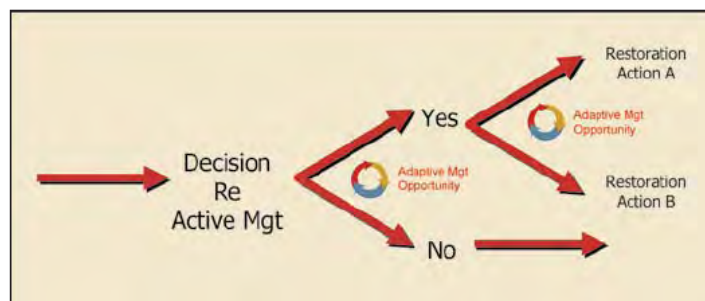 Decision
Re
Active Mgt
Adaptive Mgt
Opportunity
Yes
No
Restoration
Action A
Adaptive Mgt
Opportunity
Restoration
Action B